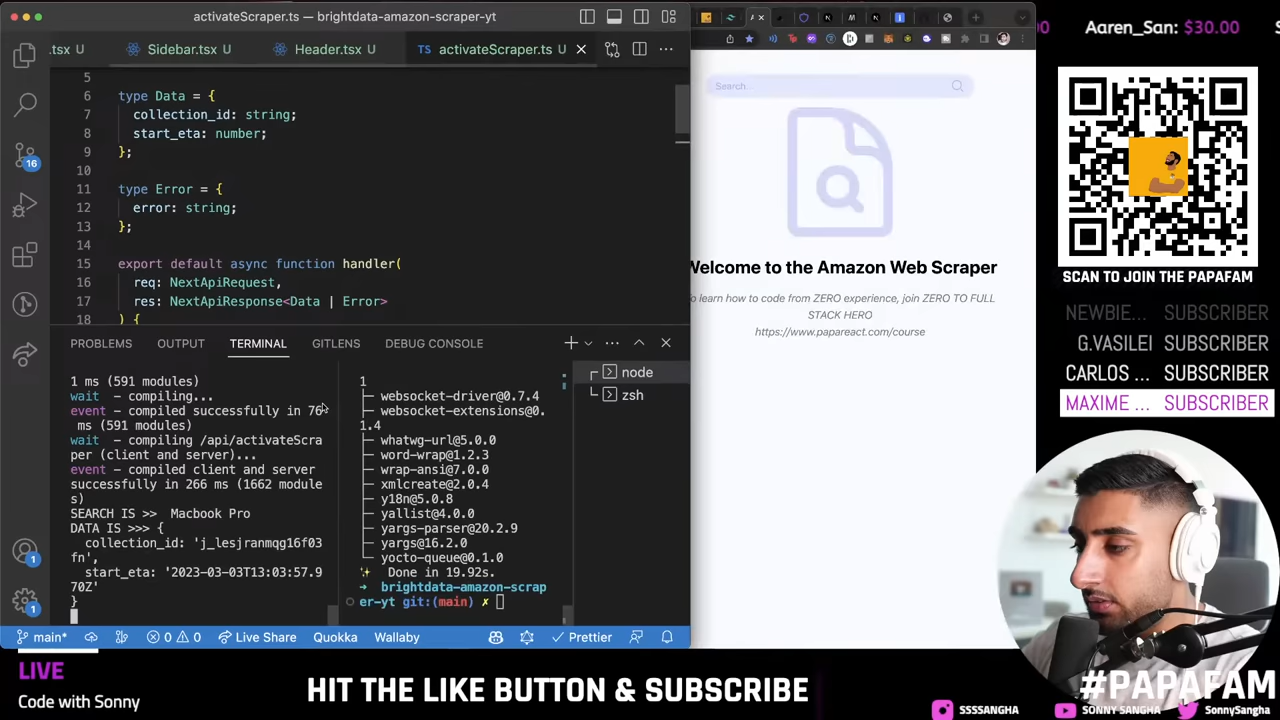 activateScraper.ts — brightdata-amazon-scraper-yt
.tsx U
Sidebar.tsx U
Header.tsx U
TS activateScraper.ts U
5
6 type Data = {
7 collection_id: string;
8 start_eta: number;
9 };
10
11 type Error = {
12 error: string;
13 };
14
15 export default async function handler(
16 req: NextApiRequest,
17 res: NextApiResponse<Data | Error>
18 ) {
16
1
1
PROBLEMS OUTPUT TERMINAL GITLENS DEBUG CONSOLE
1 ms (591 modules)
wait - compiling...
event - compiled successfully in 76
ms (591 modules)
wait - compiling /api/activateScra
per (client and server)...
event - compiled client and server
successfully in 266 ms (1662 module
s)
SEARCH IS >> Macbook Pro
DATA IS >>> {
collection_id: 'j_lesjranmqg16f03
fn',
start_eta: '2023-03-03T13:03:57.9
70Z'
}
1
├─ websocket-driver@0.7.4
├─ websocket-extensions@0.
1.4
├─ whatwg-url@5.0.0
├─ word-wrap@1.2.3
├─ wrap-ansi@7.0.0
├─ xmlcreate@2.0.4
├─ y18n@5.0.8
├─ yallist@4.0.0
├─ yargs-parser@20.2.9
├─ yargs@16.2.0
└─ yocto-queue@0.1.0
✨ Done in 19.92s.
➜ brightdata-amazon-scrap
er-yt git:(main) ✗
node
zsh
main* 0 0 Live Share Quokka Wallaby Prettier
Search...
Welcome to the Amazon Web Scraper
o learn how to code from ZERO experience, join ZERO TO FULL
STACK HERO
https://www.papareact.com/course
0 Aaren_San: $30.00
SCAN TO JOIN THE PAPAFAM
NEWBIE... SUBSCRIBER
G.VASILEI SUBSCRIBER
CARLOS ... SUBSCRIBER
MAXIME ... SUBSCRIBER
LIVE
Code with Sonny
HIT THE LIKE BUTTON & SUBSCRIBE
#PAPAFAM
SSSSANGHA SONNY SANGHA SonnySangha